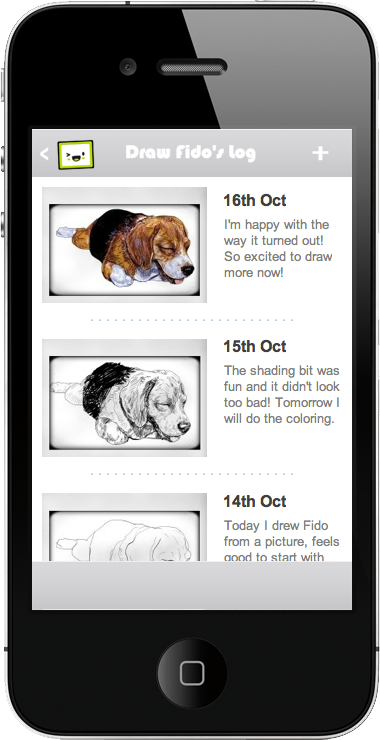 Draw Fido's Log
16th Oct
I'm happy with the
way it turned out!
So excited to draw
more now!
15th Oct
The shading bit was
fun and it didn't look
too bad! Tomorrow I
will do the coloring.
14th Oct
Today I drew Fido
from a picture, feels
good to start with